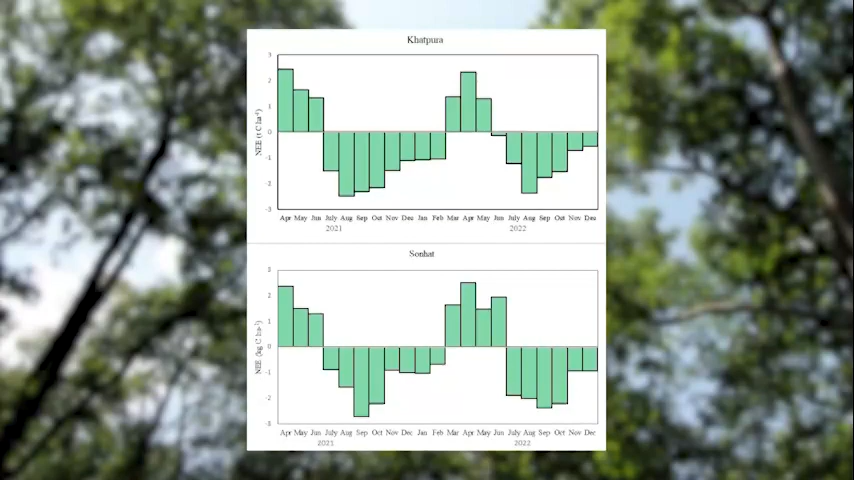 Khatpura
3
2
1
0
-1
-2
-3
NEE (t C ha⁻¹)
Apr May Jun July Aug Sep Oct Nov Dec Jan Feb Mar Apr May Jun July Aug Sep Oct Nov Dec
2021 2022
Sonhat
3
2
1
0
-1
-2
-3
NEE (kg C ha⁻¹)
Apr May Jun July Aug Sep Oct Nov Dec Jan Feb Mar Apr May Jun July Aug Sep Oct Nov Dec
2021 2022